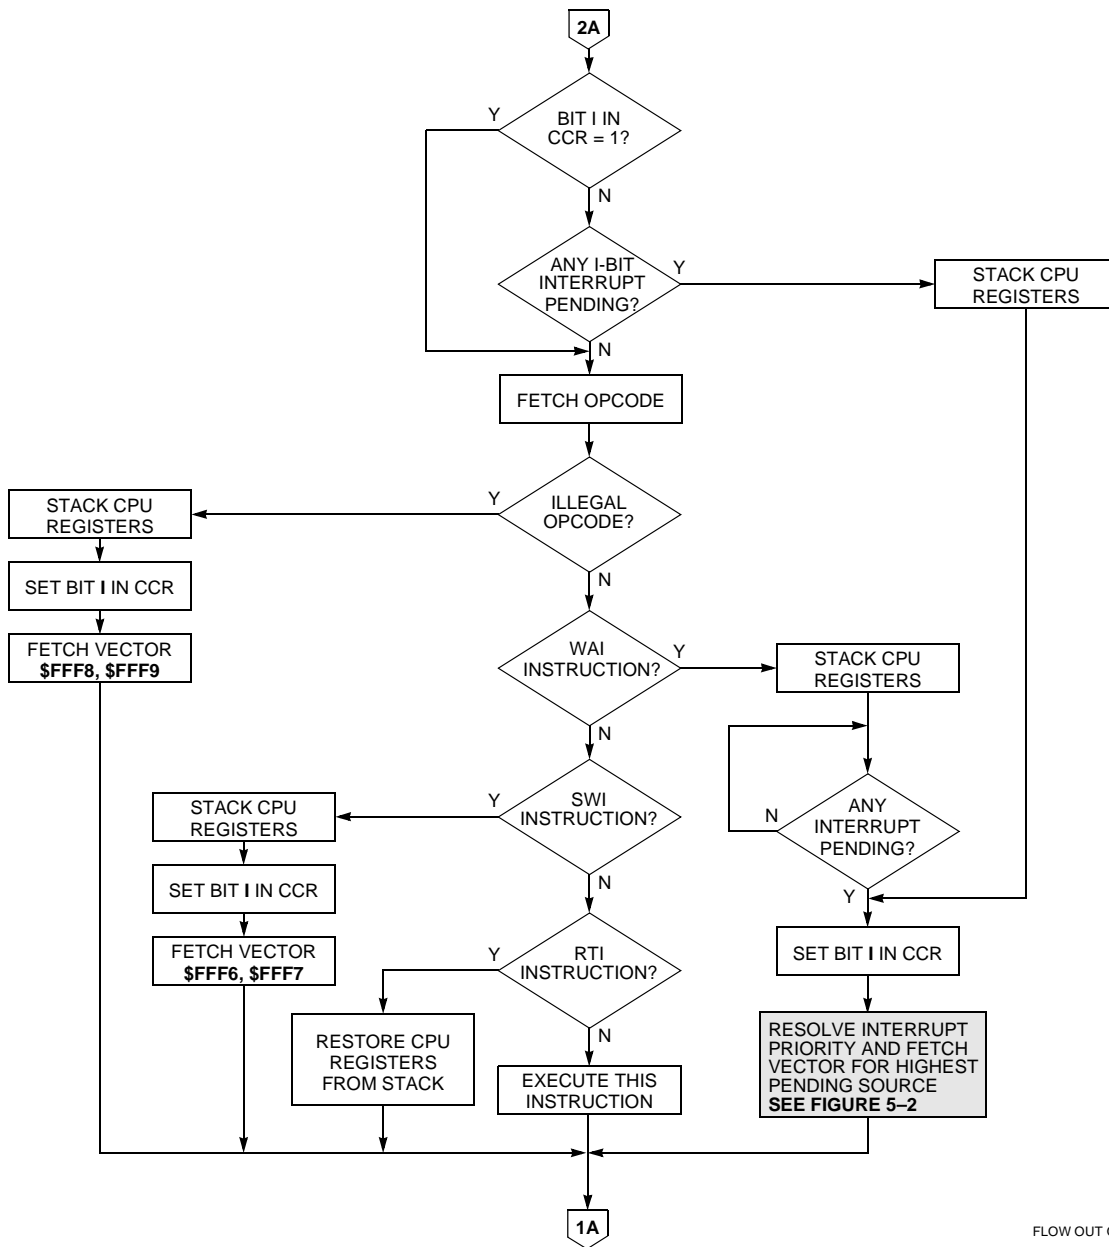 2A
BIT I IN
CCR = 1?
Y
N
ANY I-BIT
INTERRUPT
PENDING?
Y
N
STACK CPU
REGISTERS
FETCH OPCODE
ILLEGAL
OPCODE?
Y
N
STACK CPU
REGISTERS
SET BIT I IN CCR
FETCH VECTOR
$FFF8, $FFF9
WAI
INSTRUCTION?
Y
N
STACK CPU
REGISTERS
ANY
INTERRUPT
PENDING?
N
Y
SWI
INSTRUCTION?
Y
N
STACK CPU
REGISTERS
SET BIT I IN CCR
FETCH VECTOR
$FFF6, $FFF7
RTI
INSTRUCTION?
Y
N
SET BIT I IN CCR
RESTORE CPU
REGISTERS
FROM STACK
EXECUTE THIS
INSTRUCTION
RESOLVE INTERRUPT
PRIORITY AND FETCH
VECTOR FOR HIGHEST
PENDING SOURCE
SEE FIGURE 5–2
1A
FLOW OUT